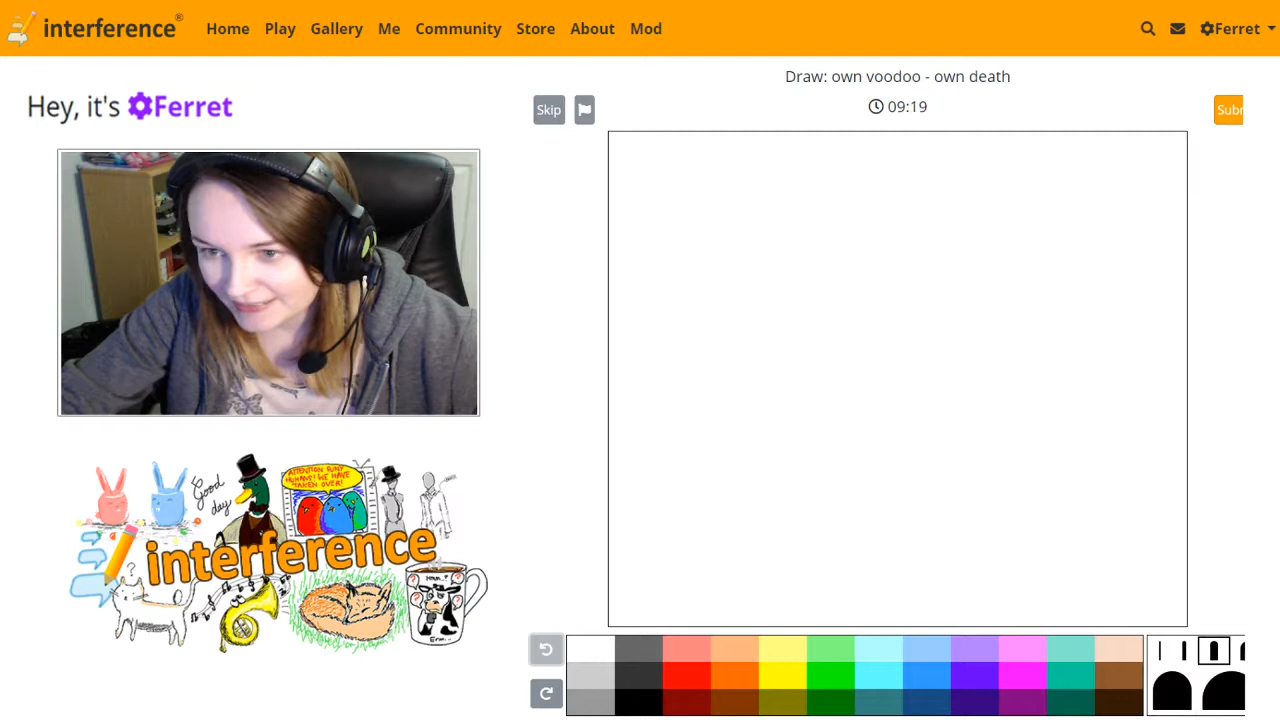 interference®
Home Play Gallery Me Community Store About Mod
Ferret
Draw: own voodoo - own death
Hey, it's Ferret
Skip
09:19
Good day
ATTENTION PUNY HUMANS! WE HAVE TAKEN OVER!
interference
?
? ?
? ?
Erm..